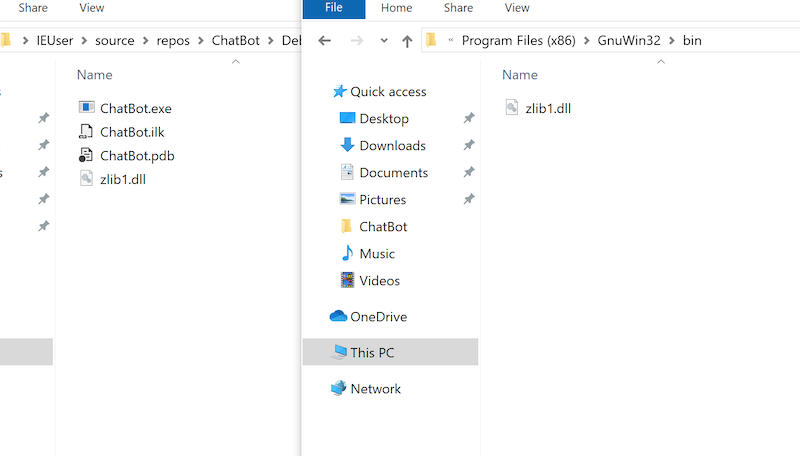 Share View
IEUser source repos ChatBot
Name
ChatBot.exe
ChatBot.ilk
ChatBot.pdb
zlib1.dll
File Home Share View
« Program Files (x86) GnuWin32 bin
Quick access
Desktop
Downloads
Documents
Pictures
ChatBot
Music
Videos
OneDrive
This PC
Network
Name
zlib1.dll